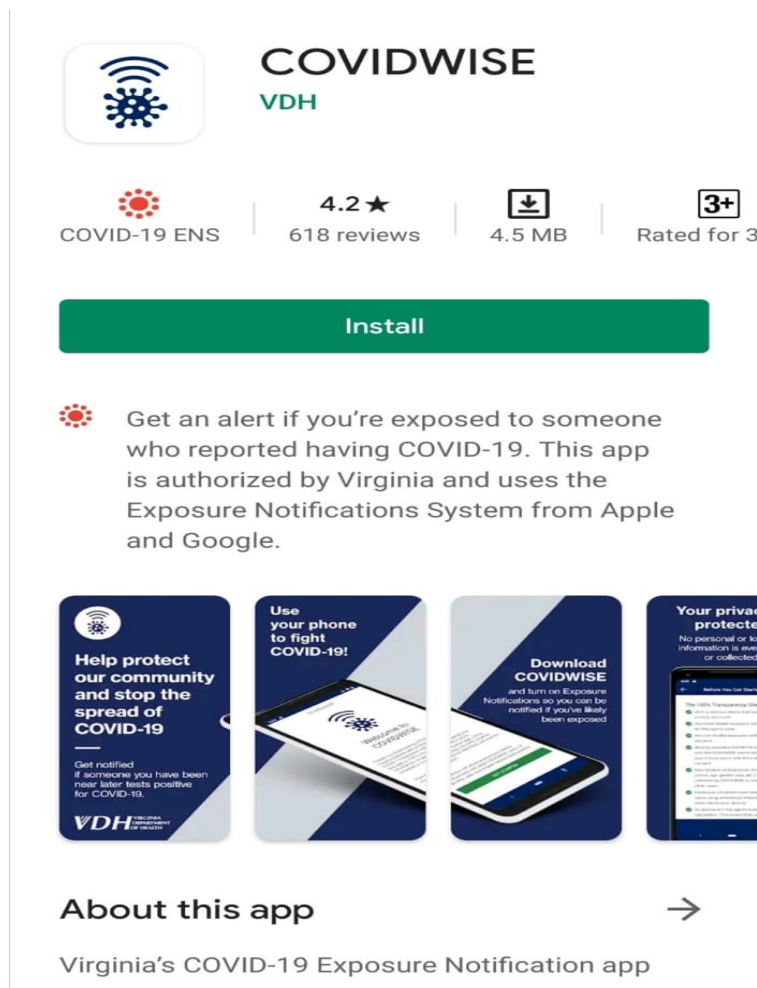 COVIDWISE
VDH
COVID-19 ENS
4.2★
618 reviews
4.5 MB
3+
Rated for 3
Install
Get an alert if you’re exposed to someone
who reported having COVID-19. This app
is authorized by Virginia and uses the
Exposure Notifications System from Apple
and Google.
Help protect
our community
and stop the
spread of
COVID-19
Get notified
if someone you have been
near later tests positive
for COVID-19.
VDH VIRGINIA
DEPARTMENT
OF HEALTH
Use
your phone
to fight
COVID-19!
Welcome to
COVIDWISE
Download
COVIDWISE
and turn on Exposure
Notifications so you can be
notified if you’ve likely
been exposed
Your privac
protecte
No personal or lo
information is eve
or collected
Before You Get Starte
About this app
Virginia’s COVID-19 Exposure Notification app